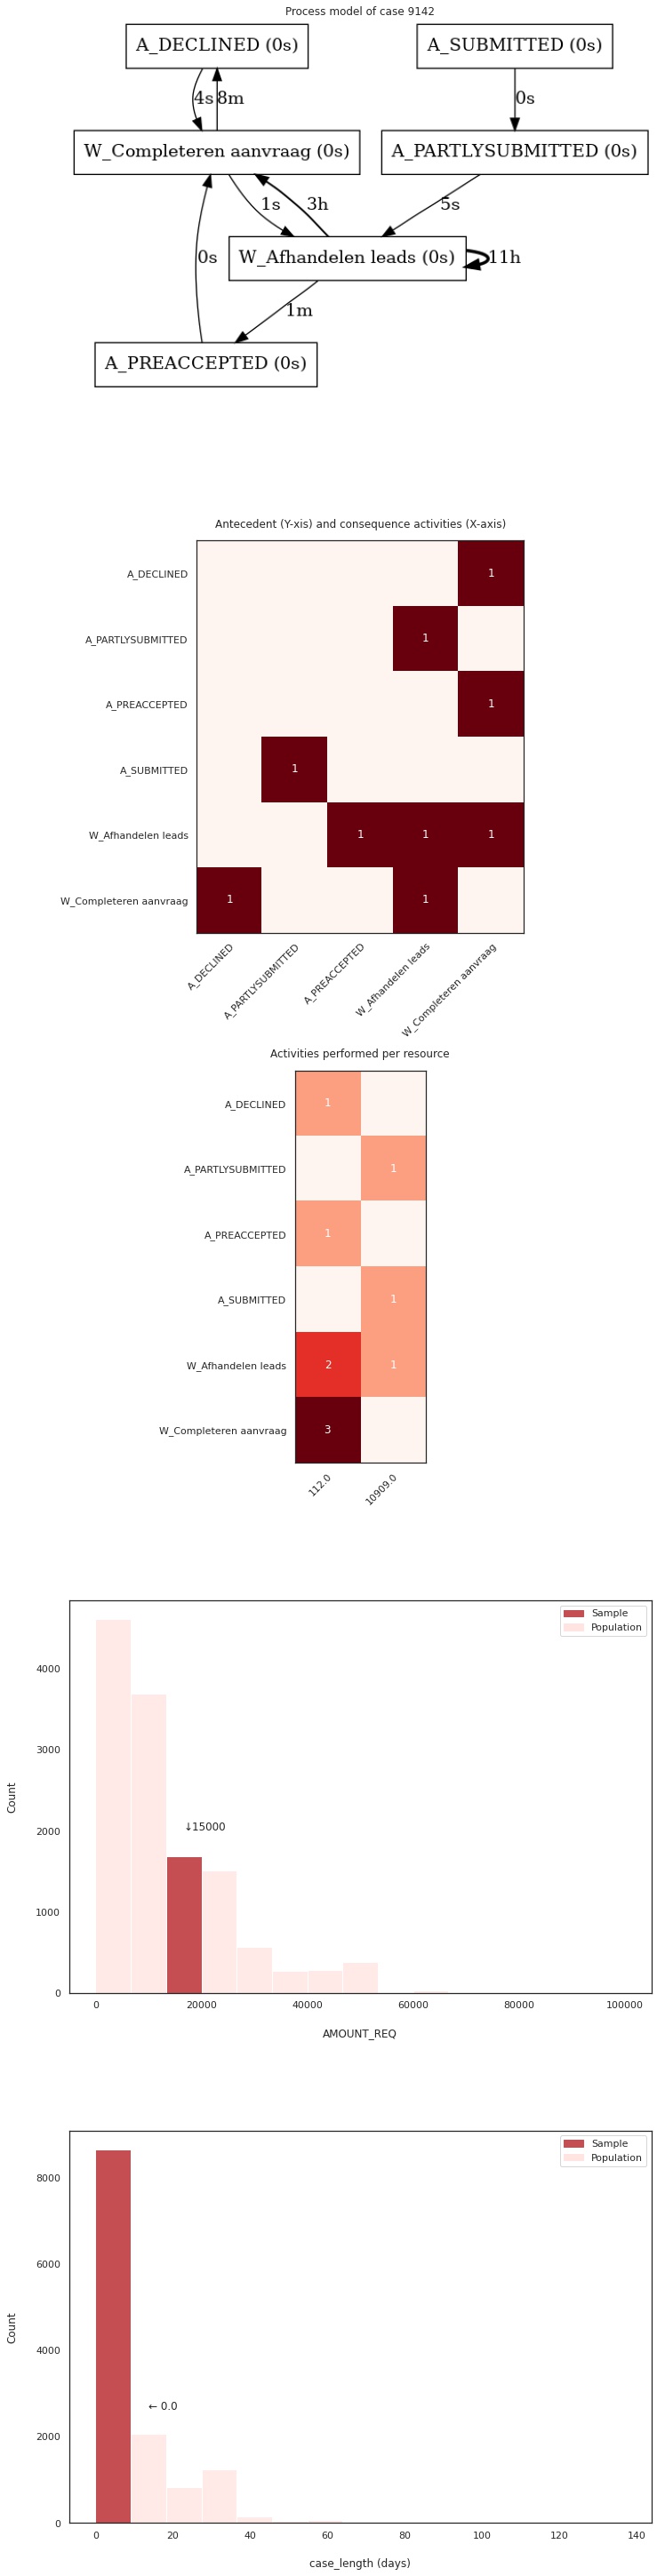 Process model of case 9142
A_DECLINED (0s)
A_SUBMITTED (0s)
4s
8m
0s
W_Completeren aanvraag (0s)
A_PARTLYSUBMITTED (0s)
1s
3h
5s
0s
W_Afhandelen leads (0s)
11h
1m
A_PREACCEPTED (0s)
Antecedent (Y-xis) and consequence activities (X-axis)
A_DECLINED
1
A_PARTLYSUBMITTED
1
A_PREACCEPTED
1
A_SUBMITTED
1
W_Afhandelen leads
1
1
1
W_Completeren aanvraag
1
1
A_DECLINED
A_PARTLYSUBMITTED
A_PREACCEPTED
W_Afhandelen leads
W_Completeren aanvraag
Activities performed per resource
A_DECLINED
1
A_PARTLYSUBMITTED
1
A_PREACCEPTED
1
A_SUBMITTED
1
W_Afhandelen leads
2
1
W_Completeren aanvraag
3
112.0
10909.0
Sample
Population
4000
3000
2000
1000
0
Count
↓15000
0
20000
40000
60000
80000
100000
AMOUNT_REQ
Sample
Population
8000
6000
4000
2000
0
Count
← 0.0
0
20
40
60
80
100
120
140
case_length (days)